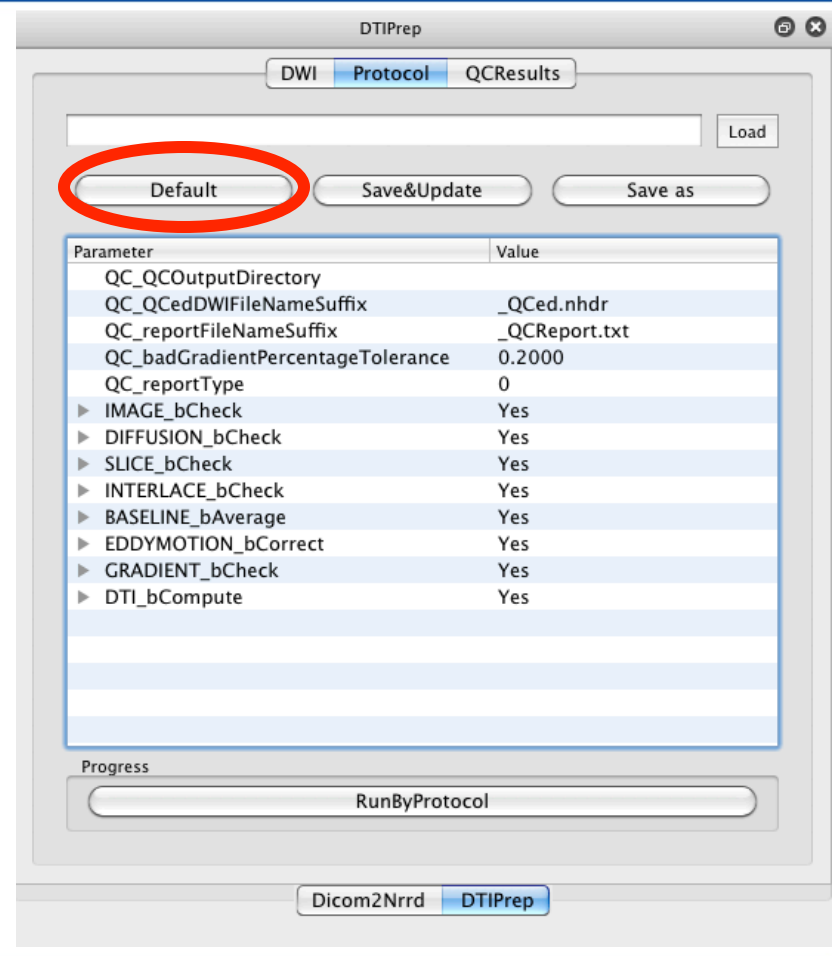 DTIPrep
DWI Protocol QCResults
Load
Default Save&Update Save as
Parameter Value
QC_QCOutputDirectory
QC_QCedDWIFileNameSuffix _QCed.nhdr
QC_reportFileNameSuffix _QCReport.txt
QC_badGradientPercentageTolerance 0.2000
QC_reportType 0
IMAGE_bCheck Yes
DIFFUSION_bCheck Yes
SLICE_bCheck Yes
INTERLACE_bCheck Yes
BASELINE_bAverage Yes
EDDYMOTION_bCorrect Yes
GRADIENT_bCheck Yes
DTI_bCompute Yes
Progress
RunByProtocol
Dicom2Nrrd DTIPrep